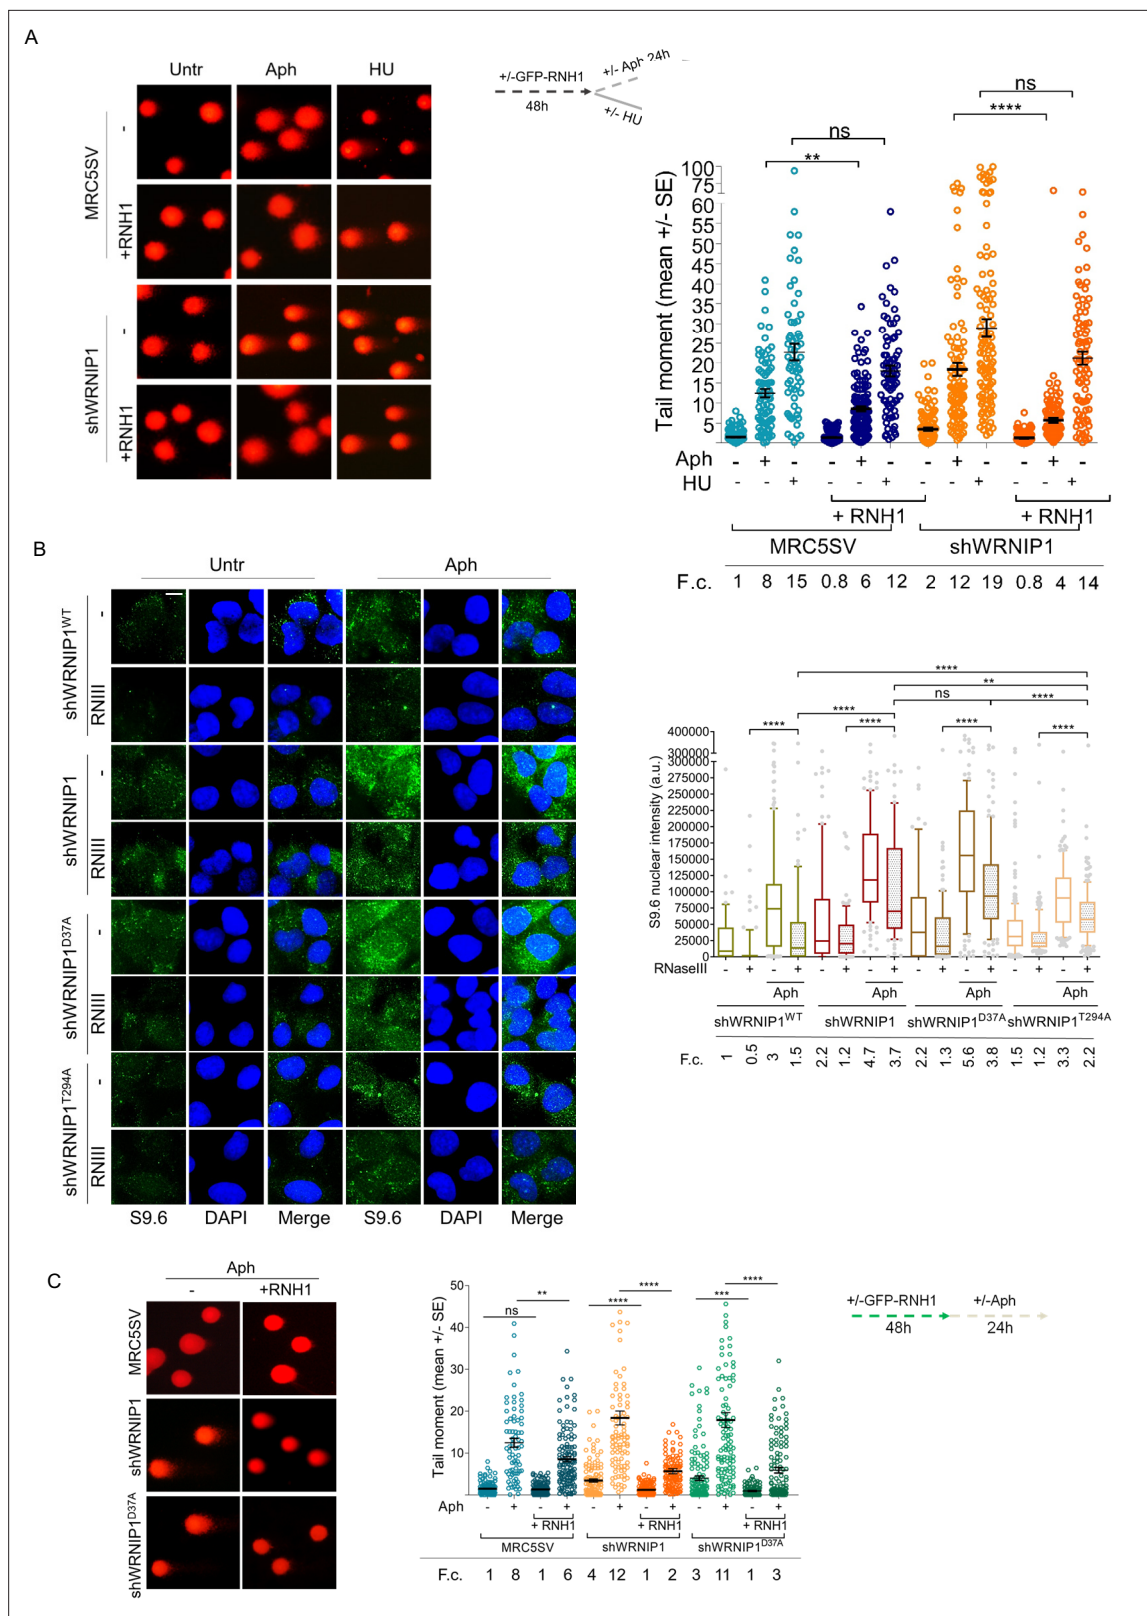 A
Untr Aph HU
MRC5SV
-
+RNH1
shWRNIP1
-
+RNH1
+/-GFP-RNH1
48h
+/- Aph 24h
+/- HU
ns
**
ns
****
Tail moment (mean +/- SE)
100
75
60
55
50
45
40
35
30
25
20
15
10
5
Aph - + - - + - - + - - + -
HU - - + - - + - - + - - +
+ RNH1 + RNH1
MRC5SV shWRNIP1
F.c. 1 8 15 0.8 6 12 2 12 19 0.8 4 14
B
Untr Aph
shWRNIP1WT
-
RNIII
shWRNIP1
-
RNIII
shWRNIP1D37A
-
RNIII
shWRNIP1T294A
-
RNIII
S9.6 DAPI Merge S9.6 DAPI Merge
****
**
ns ****
****
**** **** **** ****
S9.6 nuclear intensity (a.u.)
400000
300000
300000
275000
200000
150000
125000
100000
75000
50000
25000
0
RNaseIII - + - + - + - + - + - + - + - +
Aph Aph Aph Aph
shWRNIP1WT shWRNIP1 shWRNIP1D37A shWRNIP1T294A
F.c. 1 0.5 3 1.5 2.2 1.2 4.7 3.7 2.2 1.3 5.6 3.8 1.5 1.2 3.3 2.2
C
Aph
- +RNH1
MRC5SV
shWRNIP1
shWRNIP1D37A
ns ** **** **** *** ****
Tail moment (mean +/- SE)
50
40
30
20
10
Aph - + - + - + - + - + - +
+ RNH1 + RNH1 + RNH1
MRC5SV shWRNIP1 shWRNIP1D37A
F.c. 1 8 1 6 4 12 1 2 3 11 1 3
+/-GFP-RNH1 +/-Aph
48h 24h